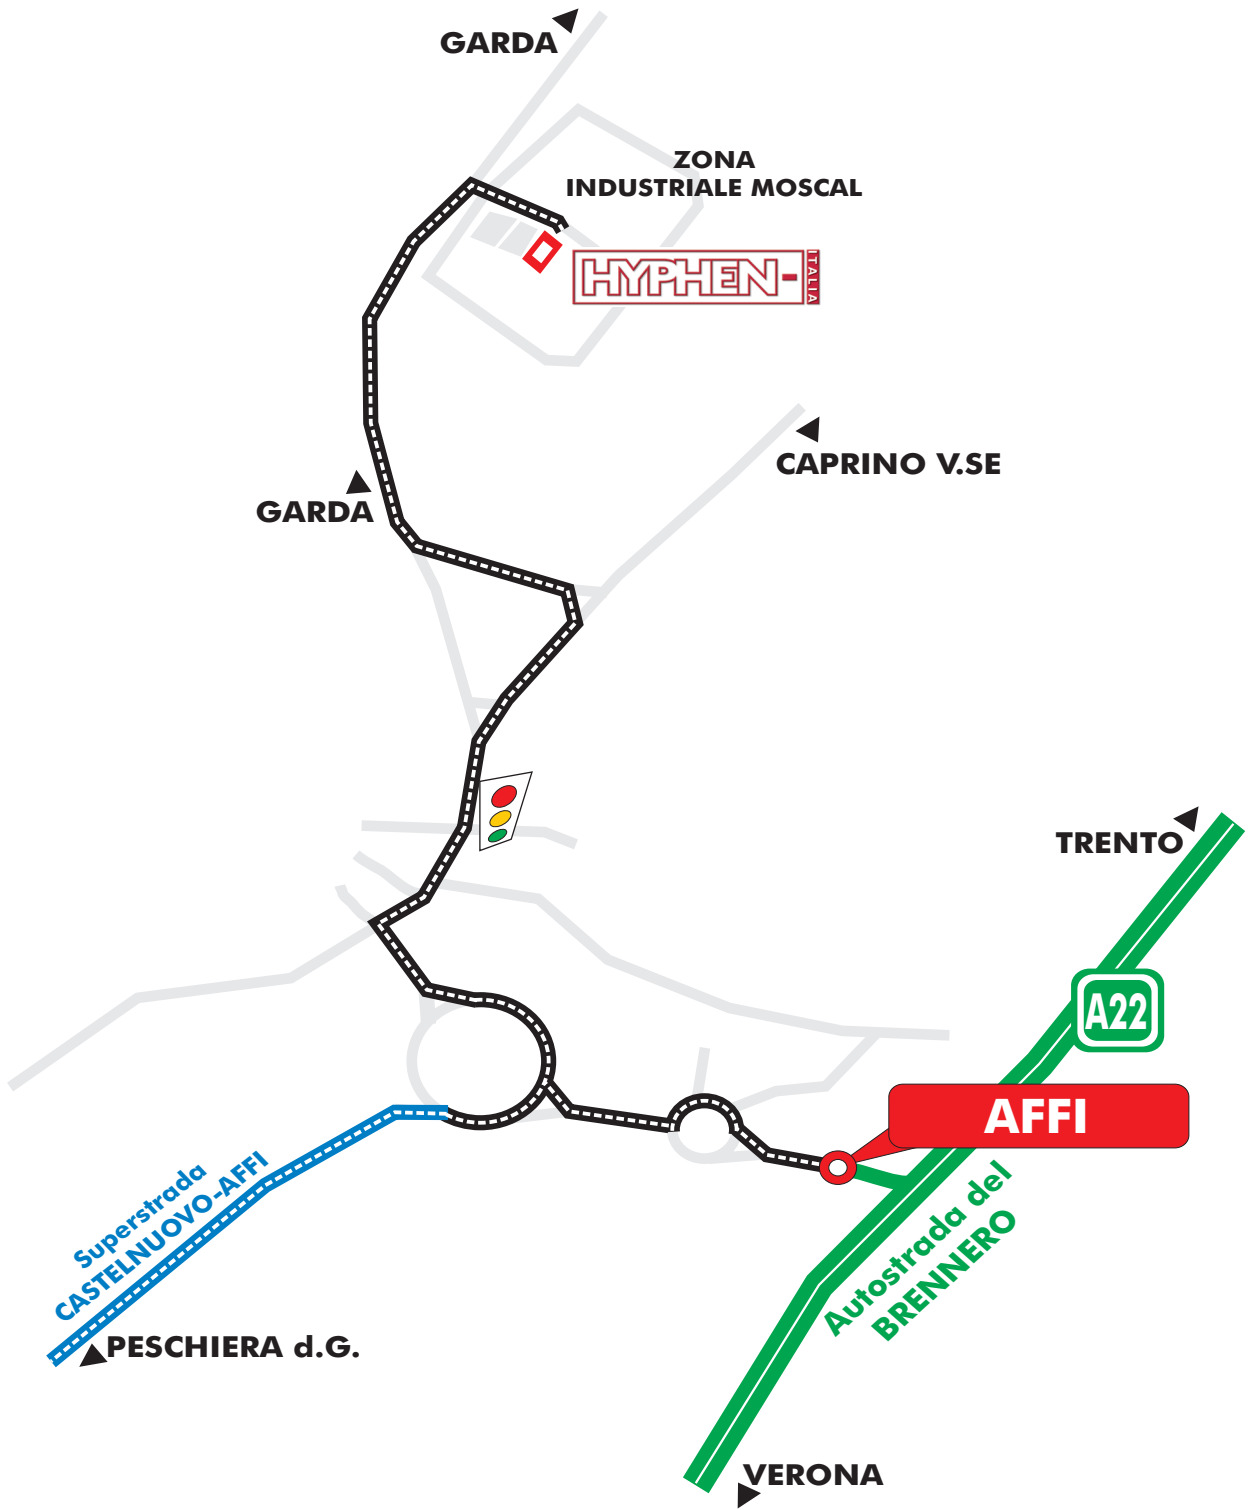 GARDA
ZONA
INDUSTRIALE MOSCAL
HYPHEN-
ITALIA
CAPRINO V.SE
GARDA
TRENTO
A22
AFFI
Superstrada
CASTELNUOVO-AFFI
Autostrada del
BRENNERO
PESCHIERA d.G.
VERONA